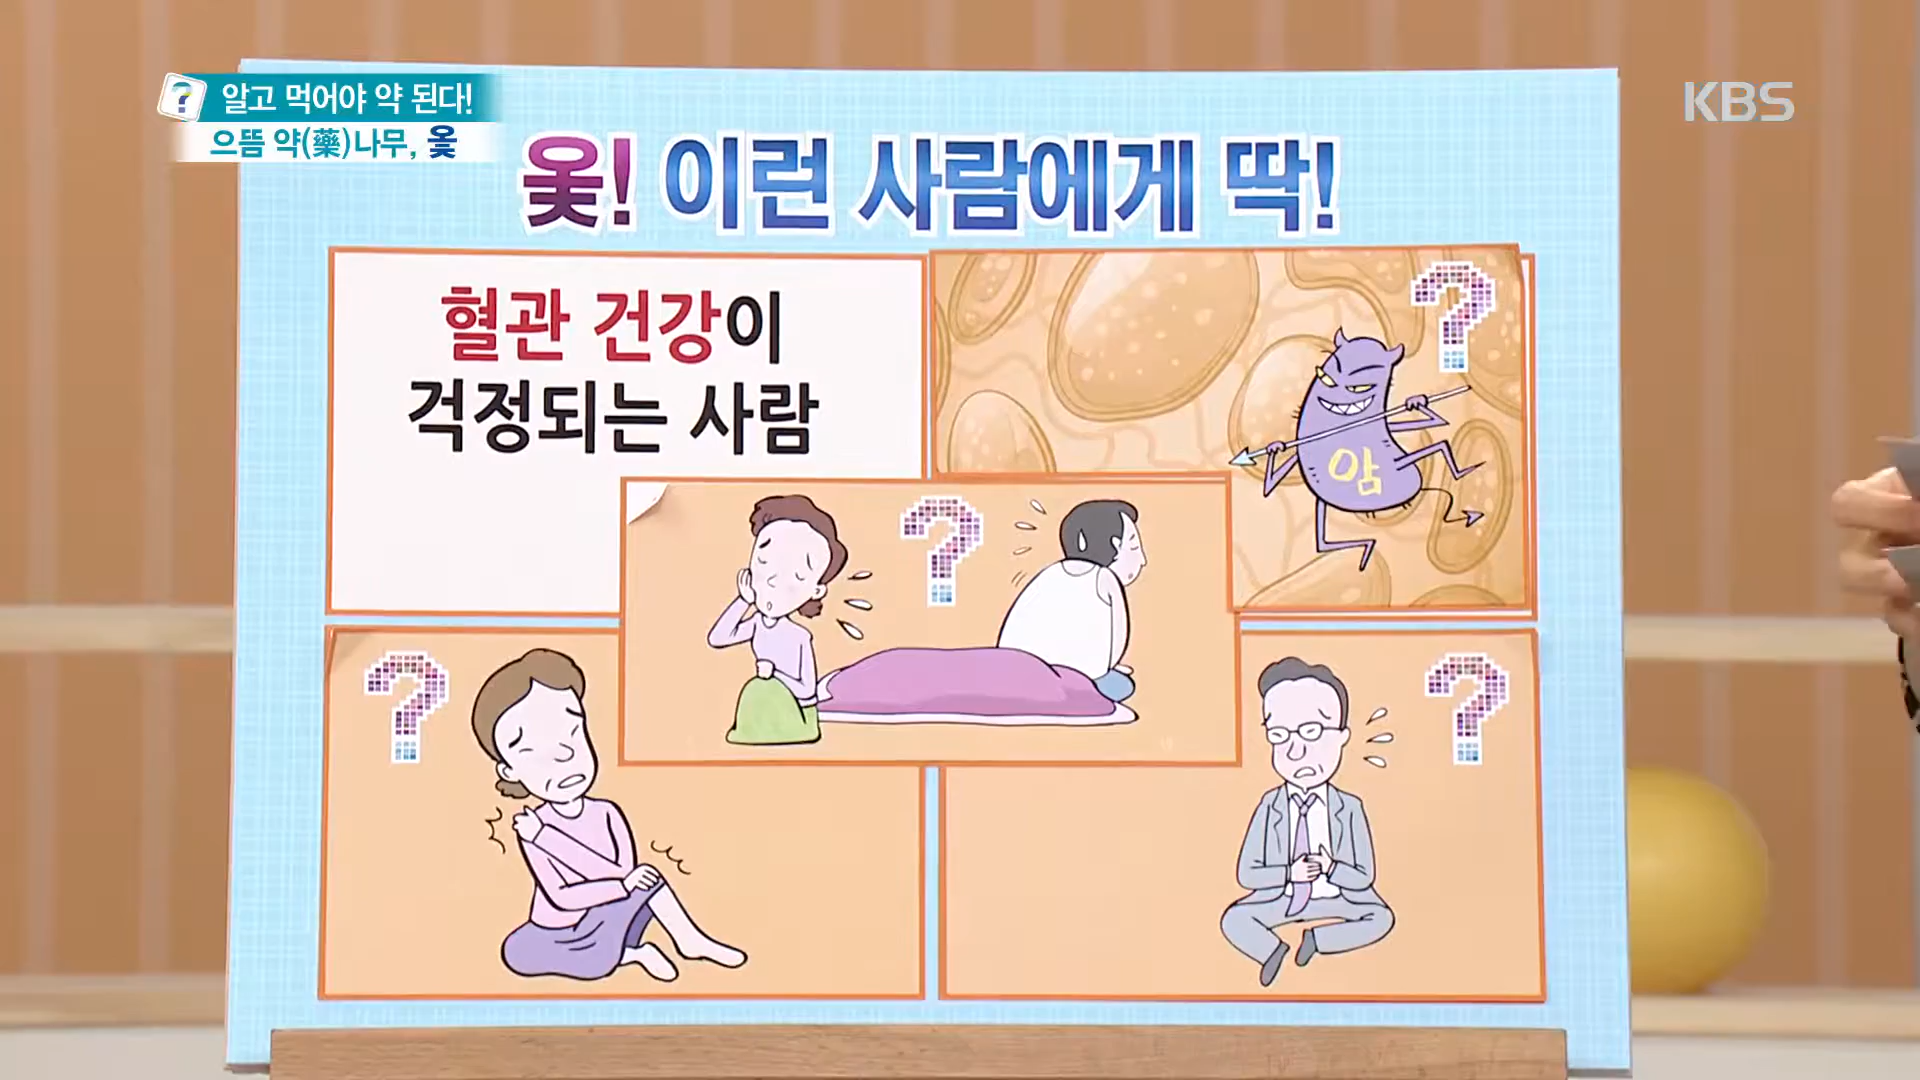 알고 먹어야 약 된다!
으뜸 약(藥)나무, 옻
KBS
옻! 이런 사람에게 딱!
혈관 건강이
걱정되는 사람
?
암
?
?
?